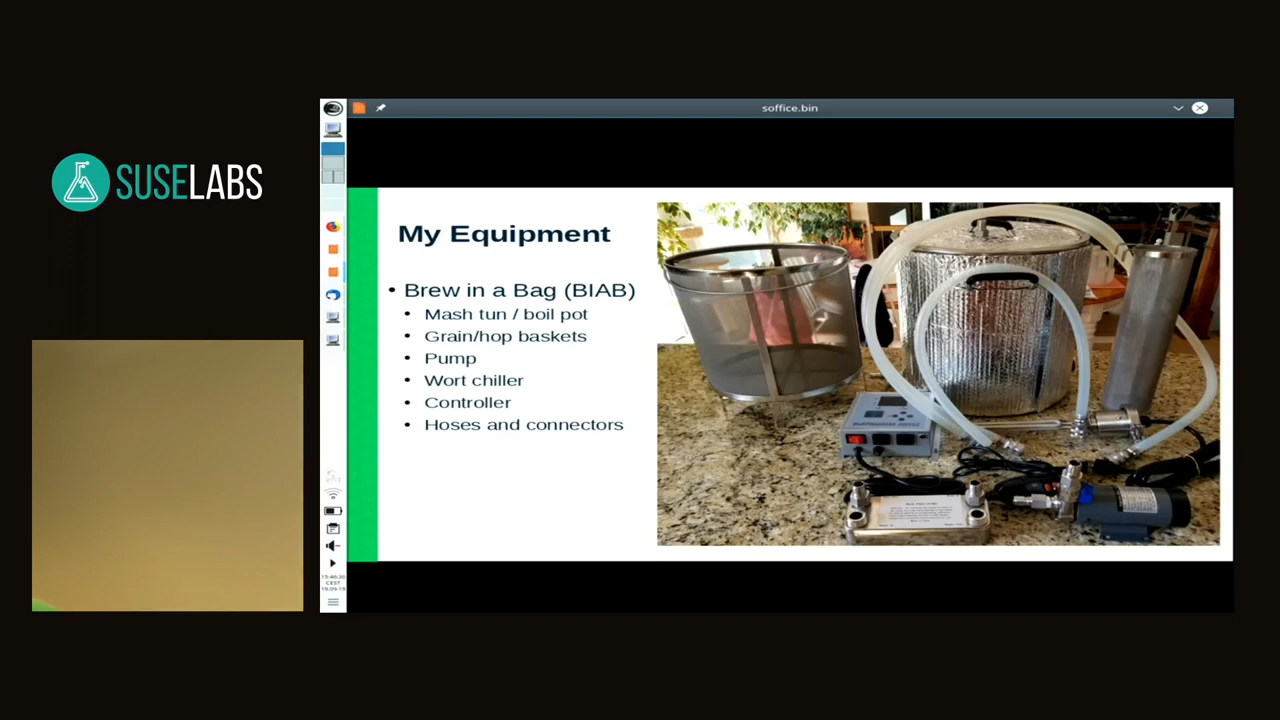 SUSELABS
soffice.bin
My Equipment
• Brew in a Bag (BIAB)
• Mash tun / boil pot
• Grain/hop baskets
• Pump
• Wort chiller
• Controller
• Hoses and connectors
CEST